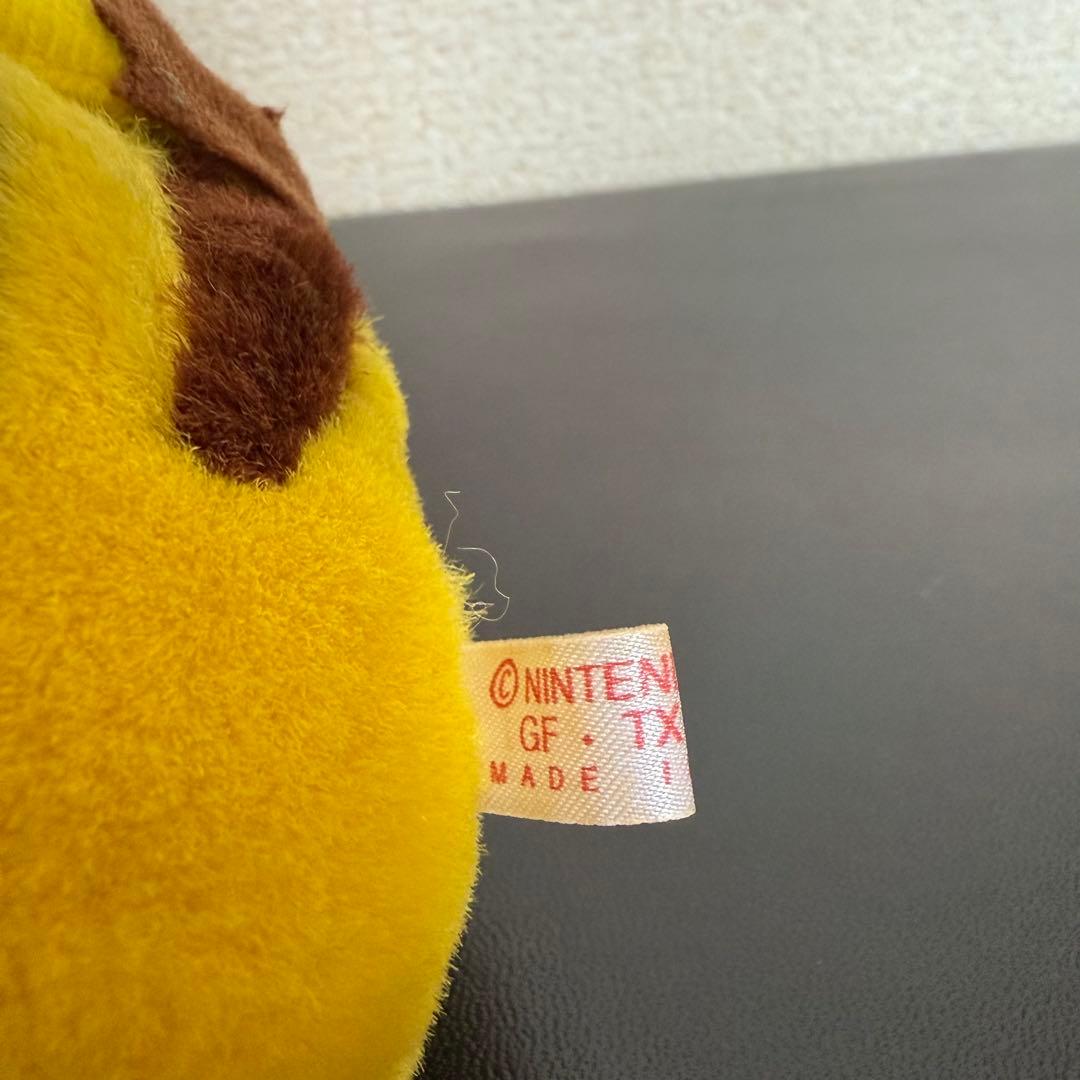 ©NINTEN
GF · TX
MADE I